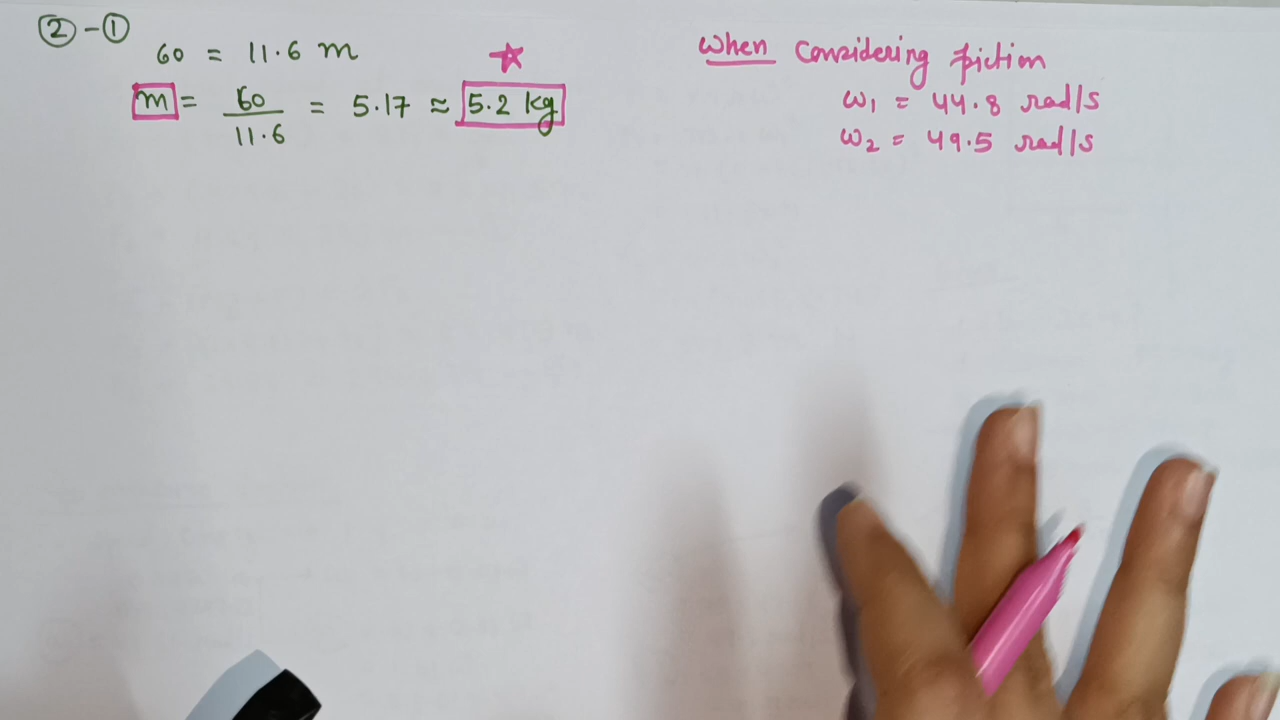 ② - ①
60 = 11.6 m
m = 60/11.6 = 5.17 ≈ 5.2 kg
When Considering friction
ω₁ = 44.8 rad/s
ω₂ = 49.5 rad/s